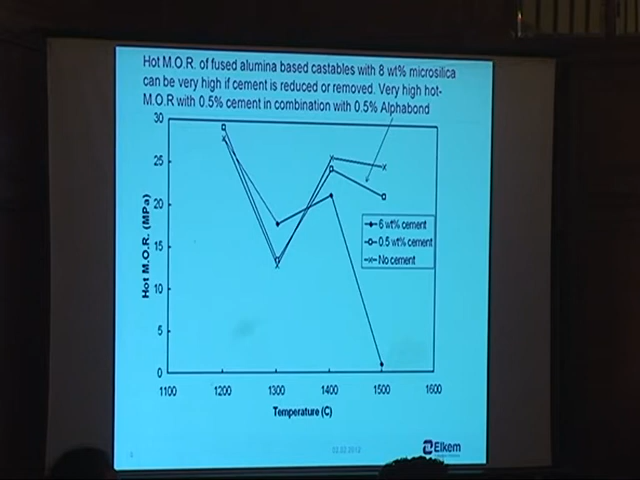 Hot M.O.R. of fused alumina based castables with 8 wt% microsilica
can be very high if cement is reduced or removed. Very high hot-
M.O.R with 0.5% cement in combination with 0.5% Alphabond
30
25
20
15
10
5
0
Hot M.O.R. (MPa)
6 wt% cement
0.5 wt% cement
No cement
1100 1200 1300 1400 1500 1600
Temperature (C)
Elkem